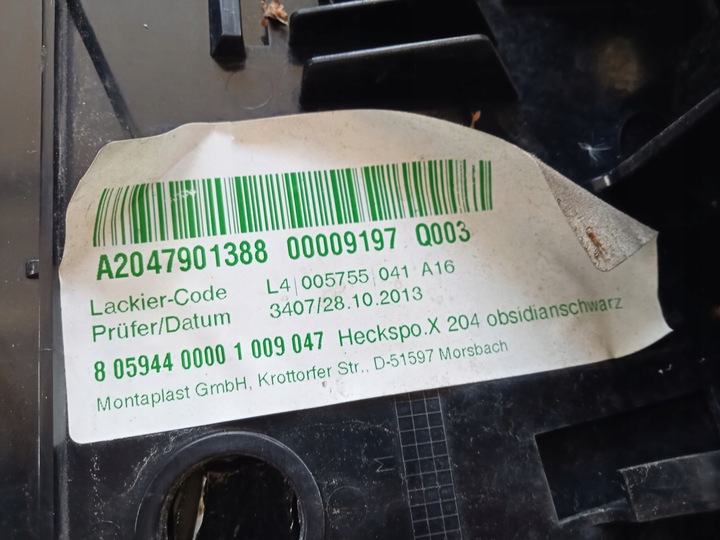 A2047901388 00009197 Q003
Lackier-Code L4|005755|041 A16
Prüfer/Datum 3407/28.10.2013
8 05944 0000 1 009 047 Heckspo.X 204 obsidianschwarz
Montaplast GmbH, Krottorfer Str., D-51597 Morsbach
M